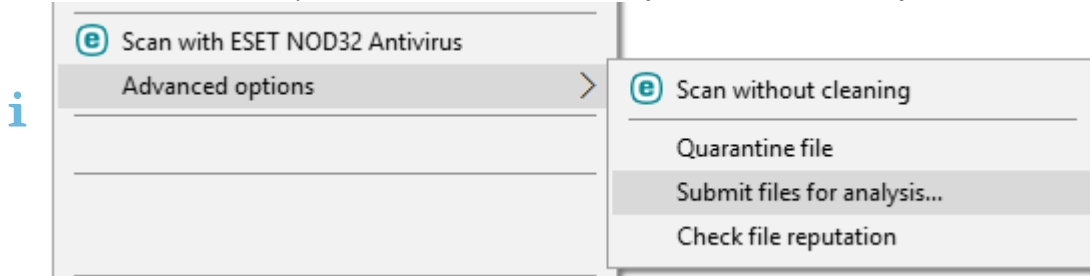 Scan with ESET NOD32 Antivirus
Advanced options
Scan without cleaning
Quarantine file
Submit files for analysis...
Check file reputation